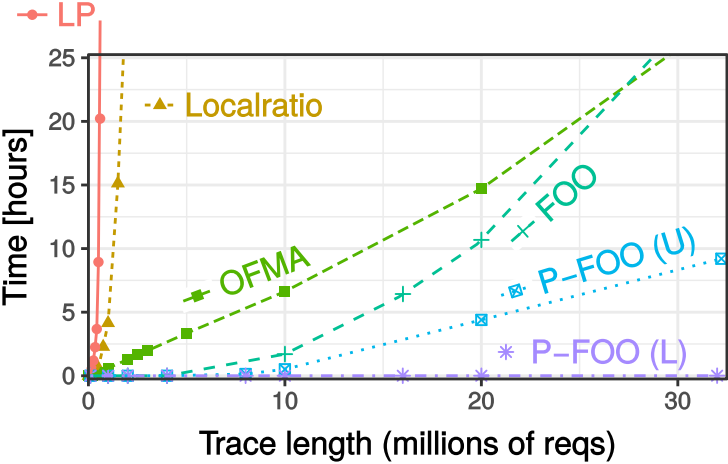 LP
25
Localratio
20
15
FOO
10
OFMA
P-FOO (U)
5
P-FOO (L)
0
0 10 20 30
Time [hours]
Trace length (millions of reqs)